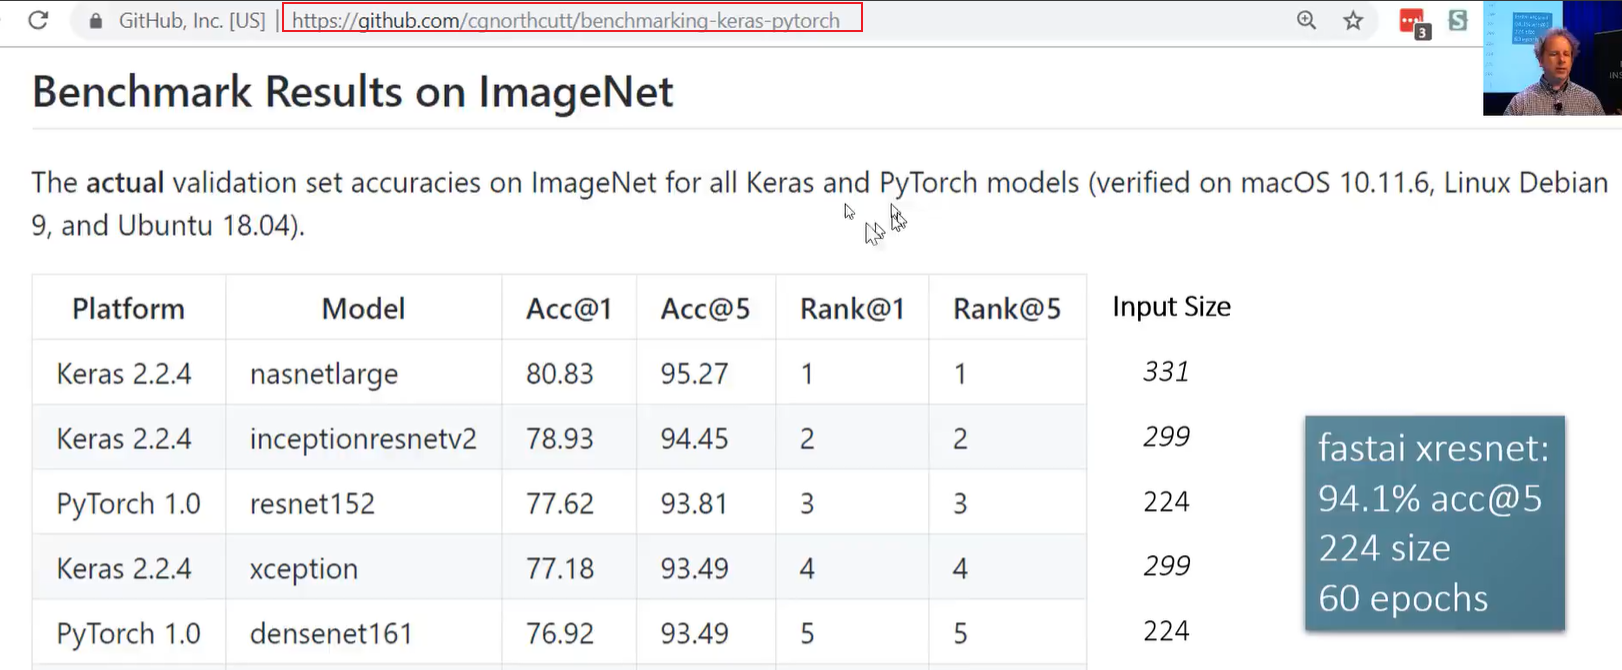 GitHub, Inc. [US] | https://github.com/cgnorthcutt/benchmarking-keras-pytorch
3
Benchmark Results on ImageNet
The actual validation set accuracies on ImageNet for all Keras and PyTorch models (verified on macOS 10.11.6, Linux Debian
9, and Ubuntu 18.04).
Platform Model Acc@1 Acc@5 Rank@1 Rank@5 Input Size
Keras 2.2.4 nasnetlarge 80.83 95.27 1 1 331
Keras 2.2.4 inceptionresnetv2 78.93 94.45 2 2 299
PyTorch 1.0 resnet152 77.62 93.81 3 3 224
Keras 2.2.4 xception 77.18 93.49 4 4 299
PyTorch 1.0 densenet161 76.92 93.49 5 5 224
fastai xresnet:
94.1% acc@5
224 size
60 epochs